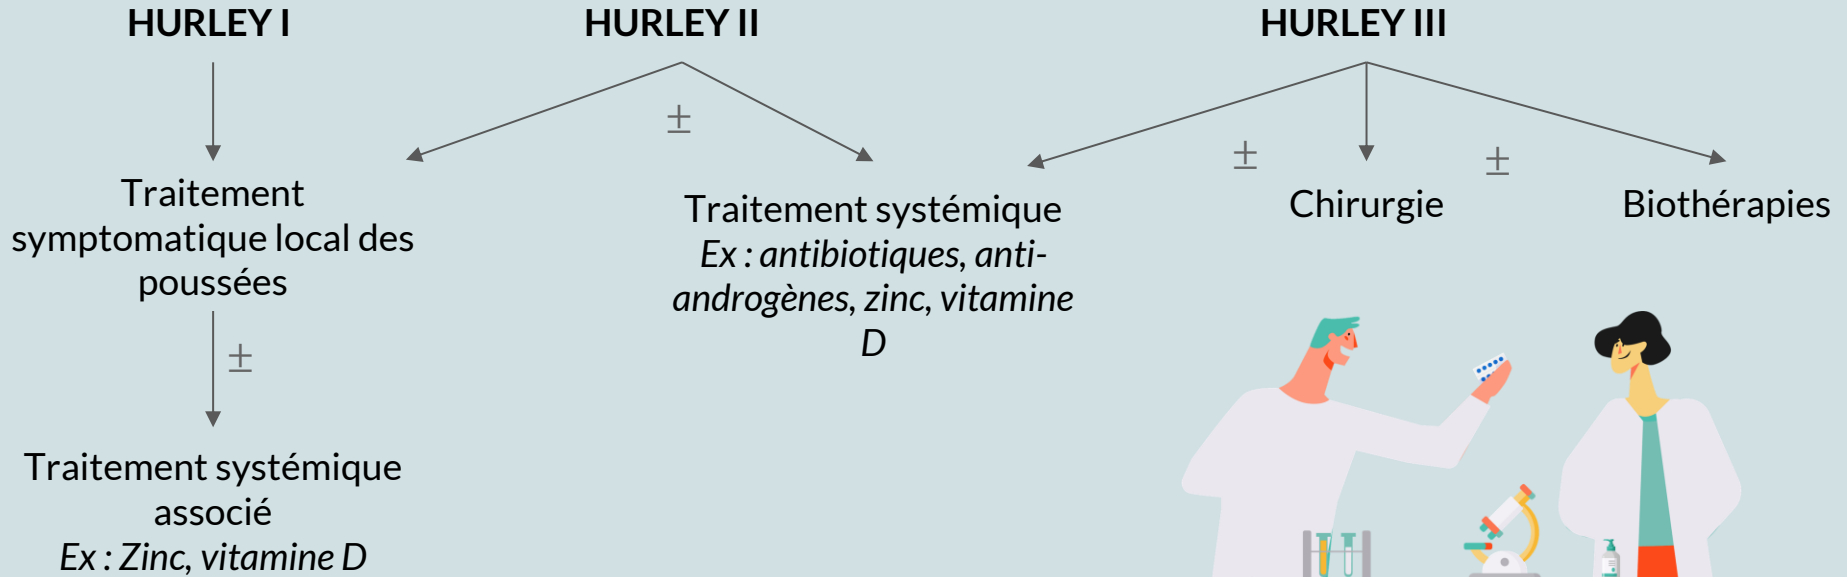 HURLEY I
HURLEY II
HURLEY III
±
±
±
Traitement
symptomatique local des
poussées
Traitement systémique
Ex : antibiotiques, anti-
androgènes, zinc, vitamine
D
Chirurgie
Biothérapies
±
Traitement systémique
associé
Ex : Zinc, vitamine D